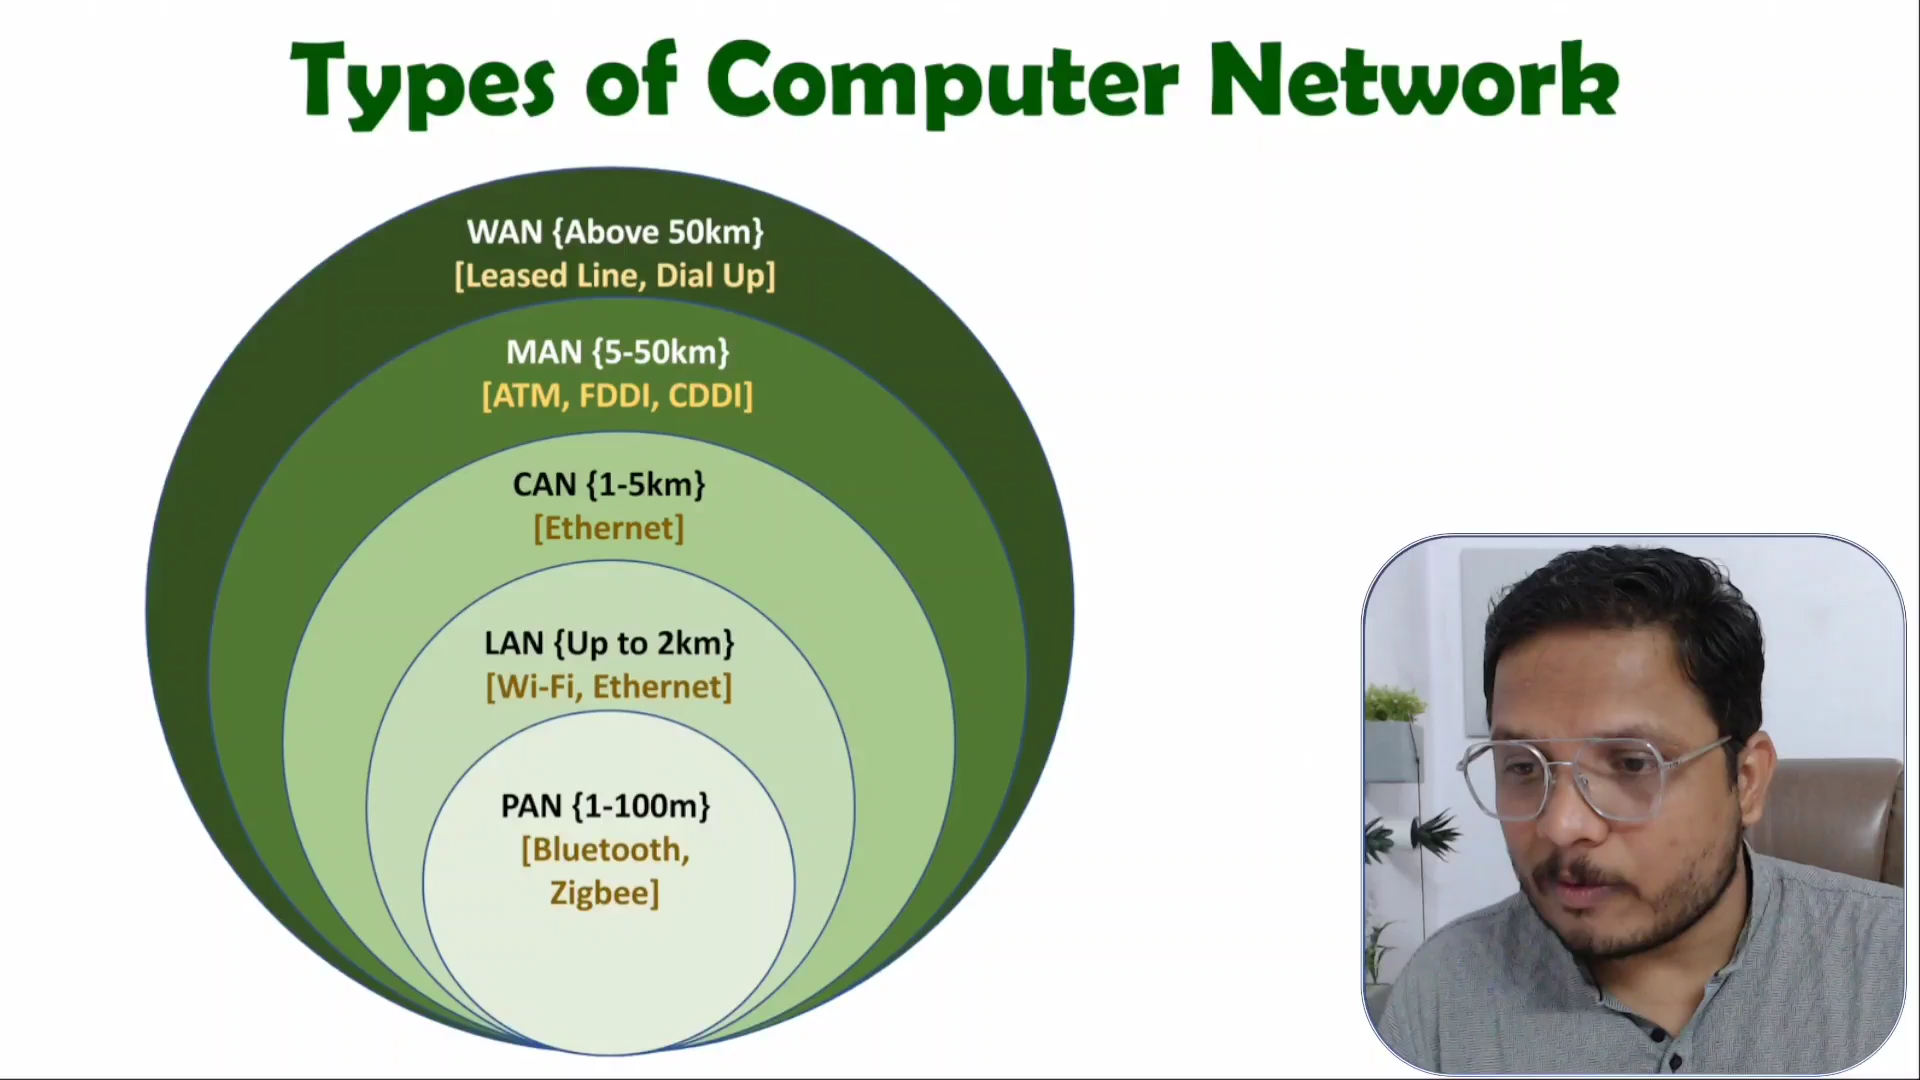 Types of Computer Network
WAN {Above 50km}
[Leased Line, Dial Up]
MAN {5-50km}
[ATM, FDDI, CDDI]
CAN {1-5km}
[Ethernet]
LAN {Up to 2km}
[Wi-Fi, Ethernet]
PAN {1-100m}
[Bluetooth,
Zigbee]